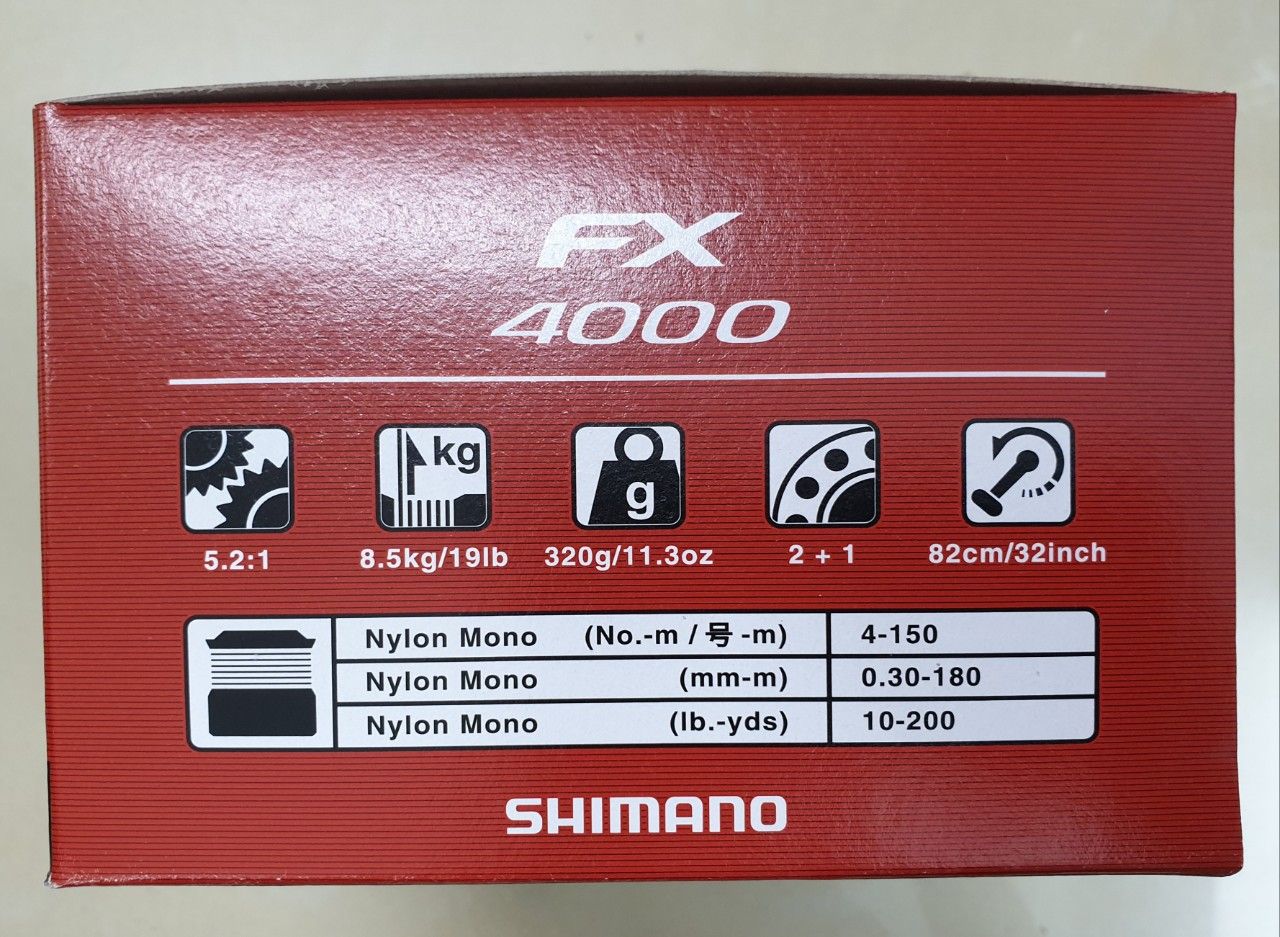 FX
4000
kg
g
5.2:1 8.5kg/19lb 320g/11.3oz 2 + 1 82cm/32inch
Nylon Mono (No.-m / 号 -m) 4-150
Nylon Mono (mm-m) 0.30-180
Nylon Mono (lb.-yds) 10-200
SHIMANO